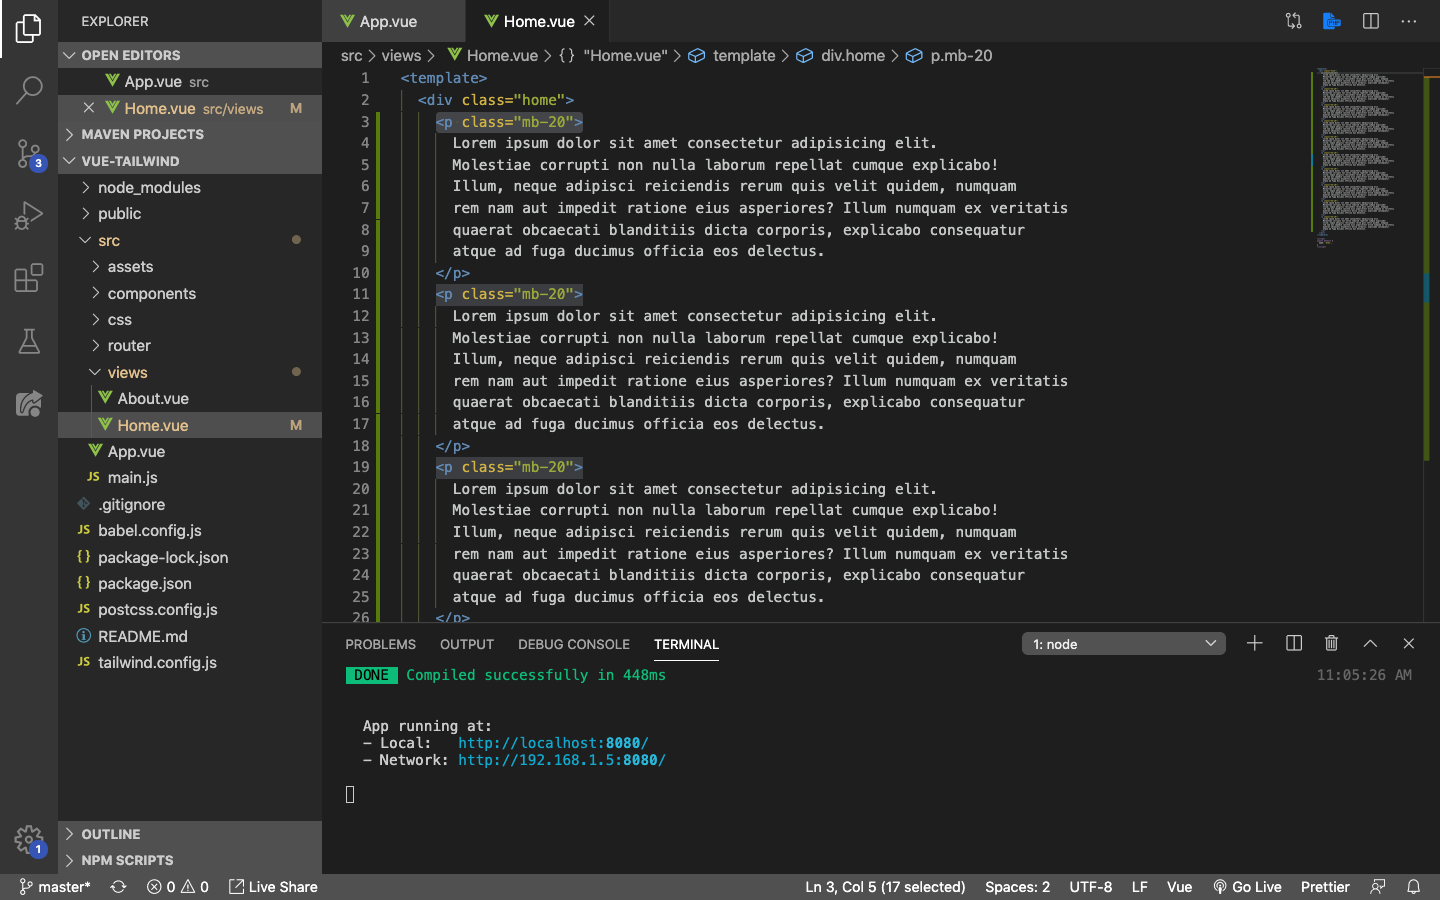 EXPLORER
OPEN EDITORS
App.vue src
Home.vue src/views M
MAVEN PROJECTS
VUE-TAILWIND
node_modules
public
src
assets
components
css
router
views
About.vue
Home.vue M
App.vue
JS main.js
.gitignore
JS babel.config.js
{} package-lock.json
{} package.json
JS postcss.config.js
README.md
JS tailwind.config.js
OUTLINE
NPM SCRIPTS
3
1
App.vue
Home.vue
src > views > Home.vue > {} "Home.vue" > template > div.home > p.mb-20
1 <template>
2 <div class="home">
3 <p class="mb-20">
4 Lorem ipsum dolor sit amet consectetur adipisicing elit.
5 Molestiae corrupti non nulla laborum repellat cumque explicabo!
6 Illum, neque adipisci reiciendis rerum quis velit quidem, numquam
7 rem nam aut impedit ratione eius asperiores? Illum numquam ex veritatis
8 quaerat obcaecati blanditiis dicta corporis, explicabo consequatur
9 atque ad fuga ducimus officia eos delectus.
10 </p>
11 <p class="mb-20">
12 Lorem ipsum dolor sit amet consectetur adipisicing elit.
13 Molestiae corrupti non nulla laborum repellat cumque explicabo!
14 Illum, neque adipisci reiciendis rerum quis velit quidem, numquam
15 rem nam aut impedit ratione eius asperiores? Illum numquam ex veritatis
16 quaerat obcaecati blanditiis dicta corporis, explicabo consequatur
17 atque ad fuga ducimus officia eos delectus.
18 </p>
19 <p class="mb-20">
20 Lorem ipsum dolor sit amet consectetur adipisicing elit.
21 Molestiae corrupti non nulla laborum repellat cumque explicabo!
22 Illum, neque adipisci reiciendis rerum quis velit quidem, numquam
23 rem nam aut impedit ratione eius asperiores? Illum numquam ex veritatis
24 quaerat obcaecati blanditiis dicta corporis, explicabo consequatur
25 atque ad fuga ducimus officia eos delectus.
26 </p>
PROBLEMS OUTPUT DEBUG CONSOLE TERMINAL 1: node
DONE Compiled successfully in 448ms 11:05:26 AM
App running at:
- Local: http://localhost:8080/
- Network: http://192.168.1.5:8080/
master* 0 0 Live Share Ln 3, Col 5 (17 selected) Spaces: 2 UTF-8 LF Vue Go Live Prettier